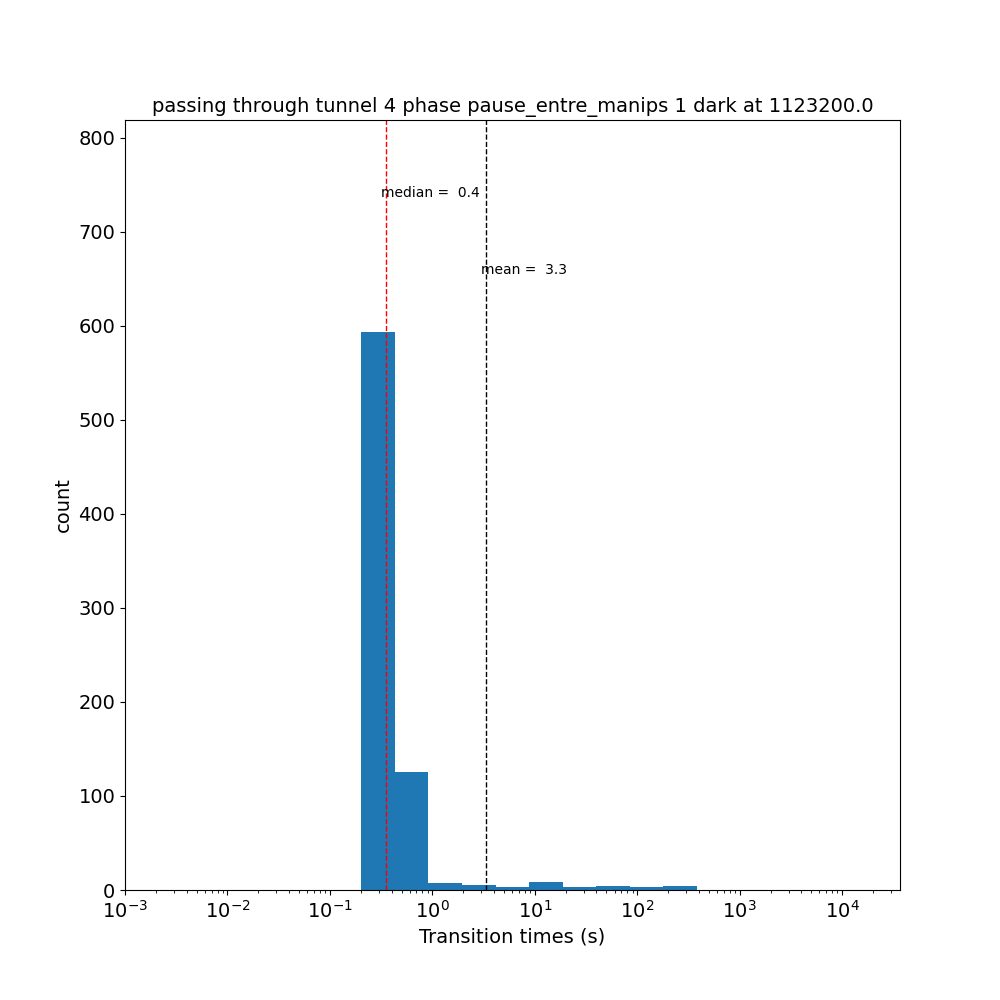 passing through tunnel 4 phase pause_entre_manips 1 dark at 1123200.0
800
median =  0.4
700
mean =  3.3
600
500
count
400
300
200
100
0
10⁻³ 10⁻² 10⁻¹ 10⁰ 10¹ 10² 10³ 10⁴
Transition times (s)